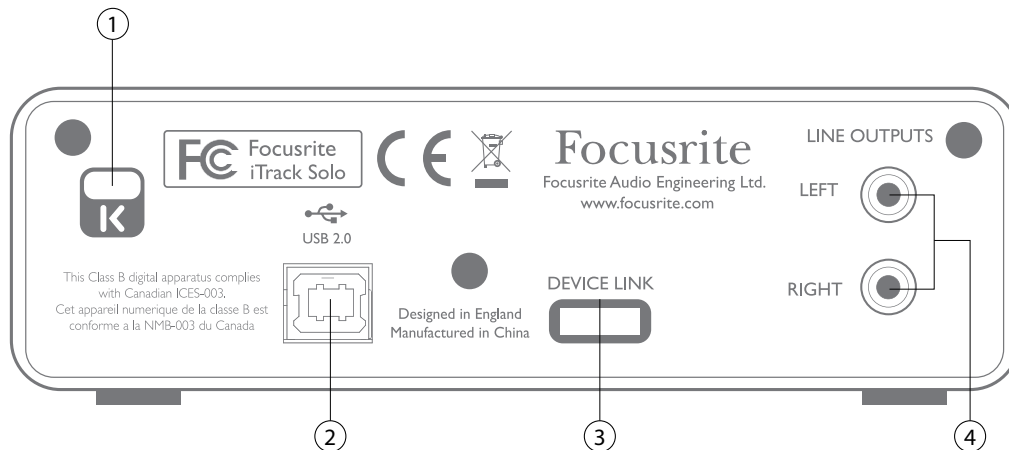 1
FC Focusrite
iTrack Solo
CE
Focusrite
Focusrite Audio Engineering Ltd.
www.focusrite.com
LINE OUTPUTS
LEFT
RIGHT
K
USB 2.0
This Class B digital apparatus complies
with Canadian ICES-003.
Cet appareil numerique de la classe B est
conforme a la NMB-003 du Canada
Designed in England
Manufactured in China
DEVICE LINK
2
3
4